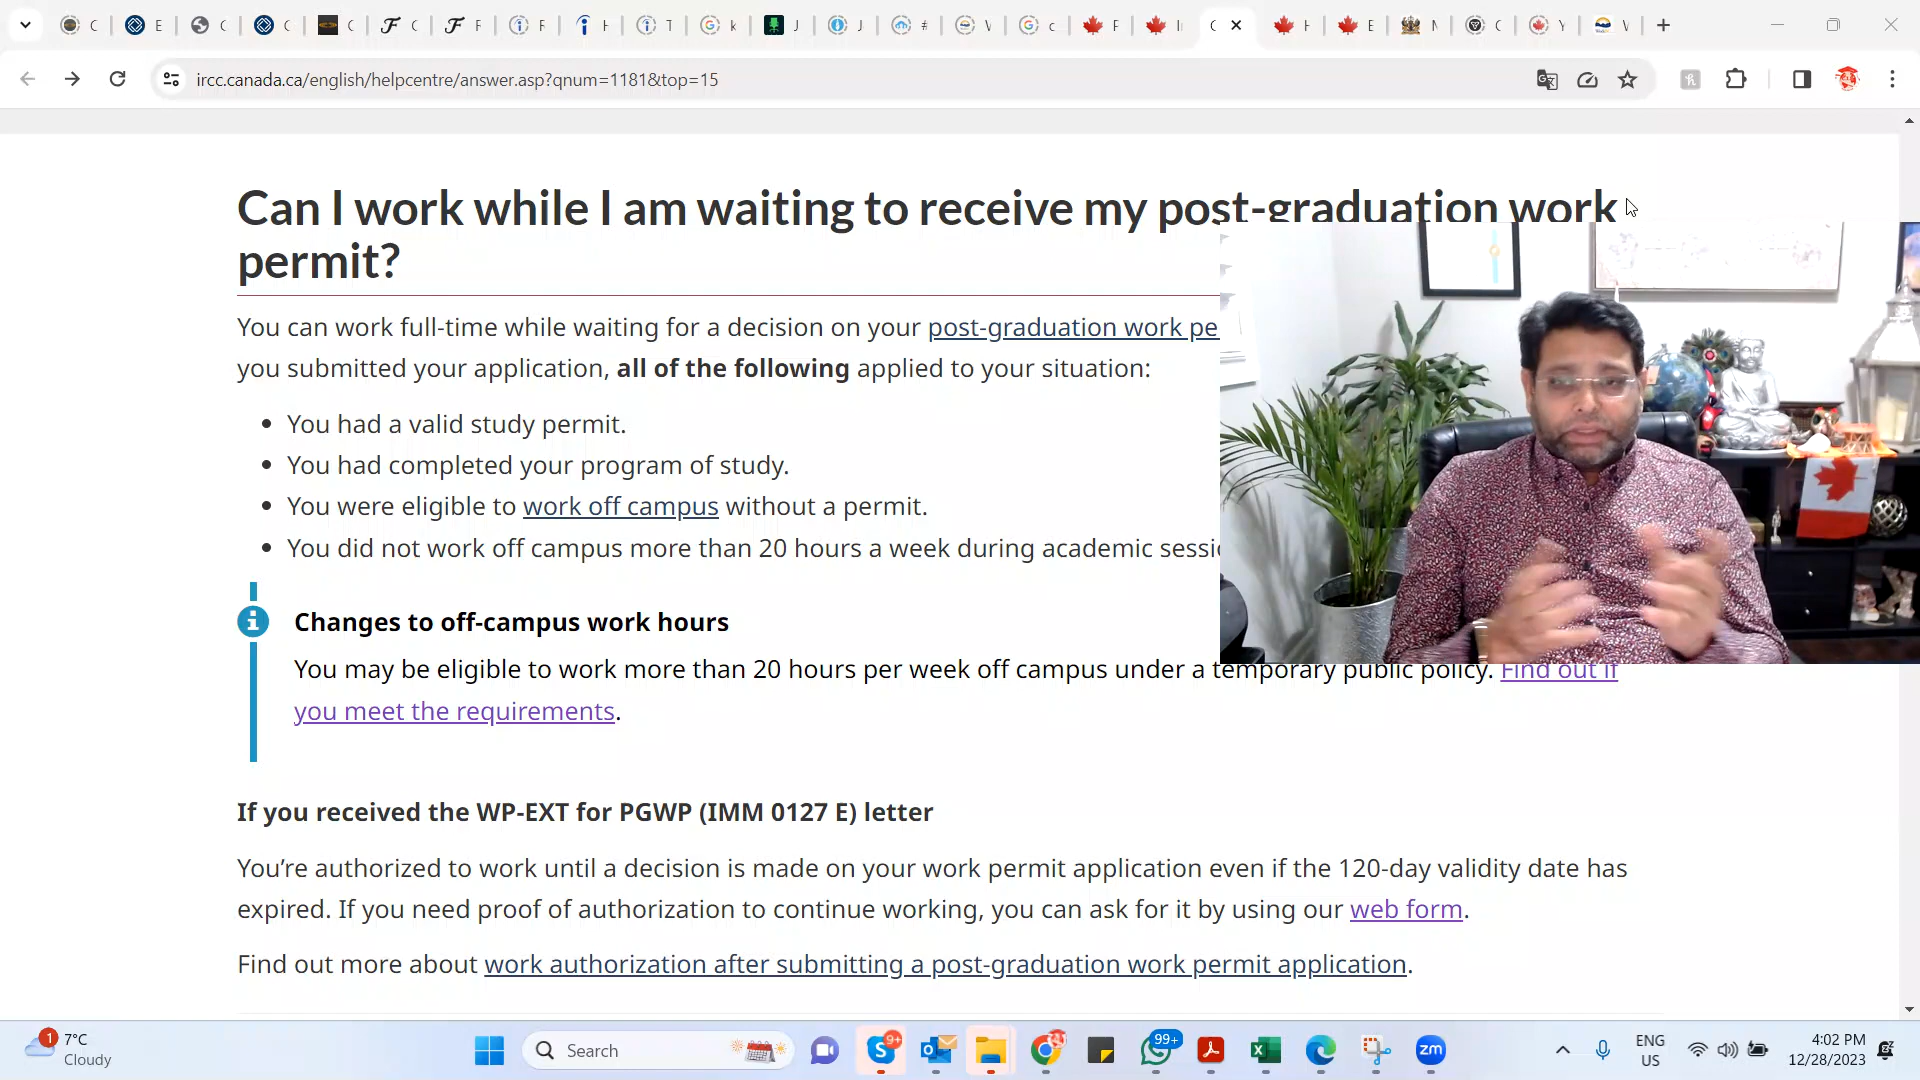 ircc.canada.ca/english/helpcentre/answer.asp?qnum=1181&top=15
Can I work while I am waiting to receive my post-graduation work
permit?
You can work full-time while waiting for a decision on your post-graduation work pe
you submitted your application, all of the following applied to your situation:
You had a valid study permit.
You had completed your program of study.
You were eligible to work off campus without a permit.
You did not work off campus more than 20 hours a week during academic sessi
Changes to off-campus work hours
You may be eligible to work more than 20 hours per week off campus under a temporary public policy. Find out if
you meet the requirements.
If you received the WP-EXT for PGWP (IMM 0127 E) letter
You’re authorized to work until a decision is made on your work permit application even if the 120-day validity date has
expired. If you need proof of authorization to continue working, you can ask for it by using our web form.
Find out more about work authorization after submitting a post-graduation work permit application.
1
7°C
Cloudy
Search
9+
99+
zm
ENG
US
4:02 PM
12/28/2023